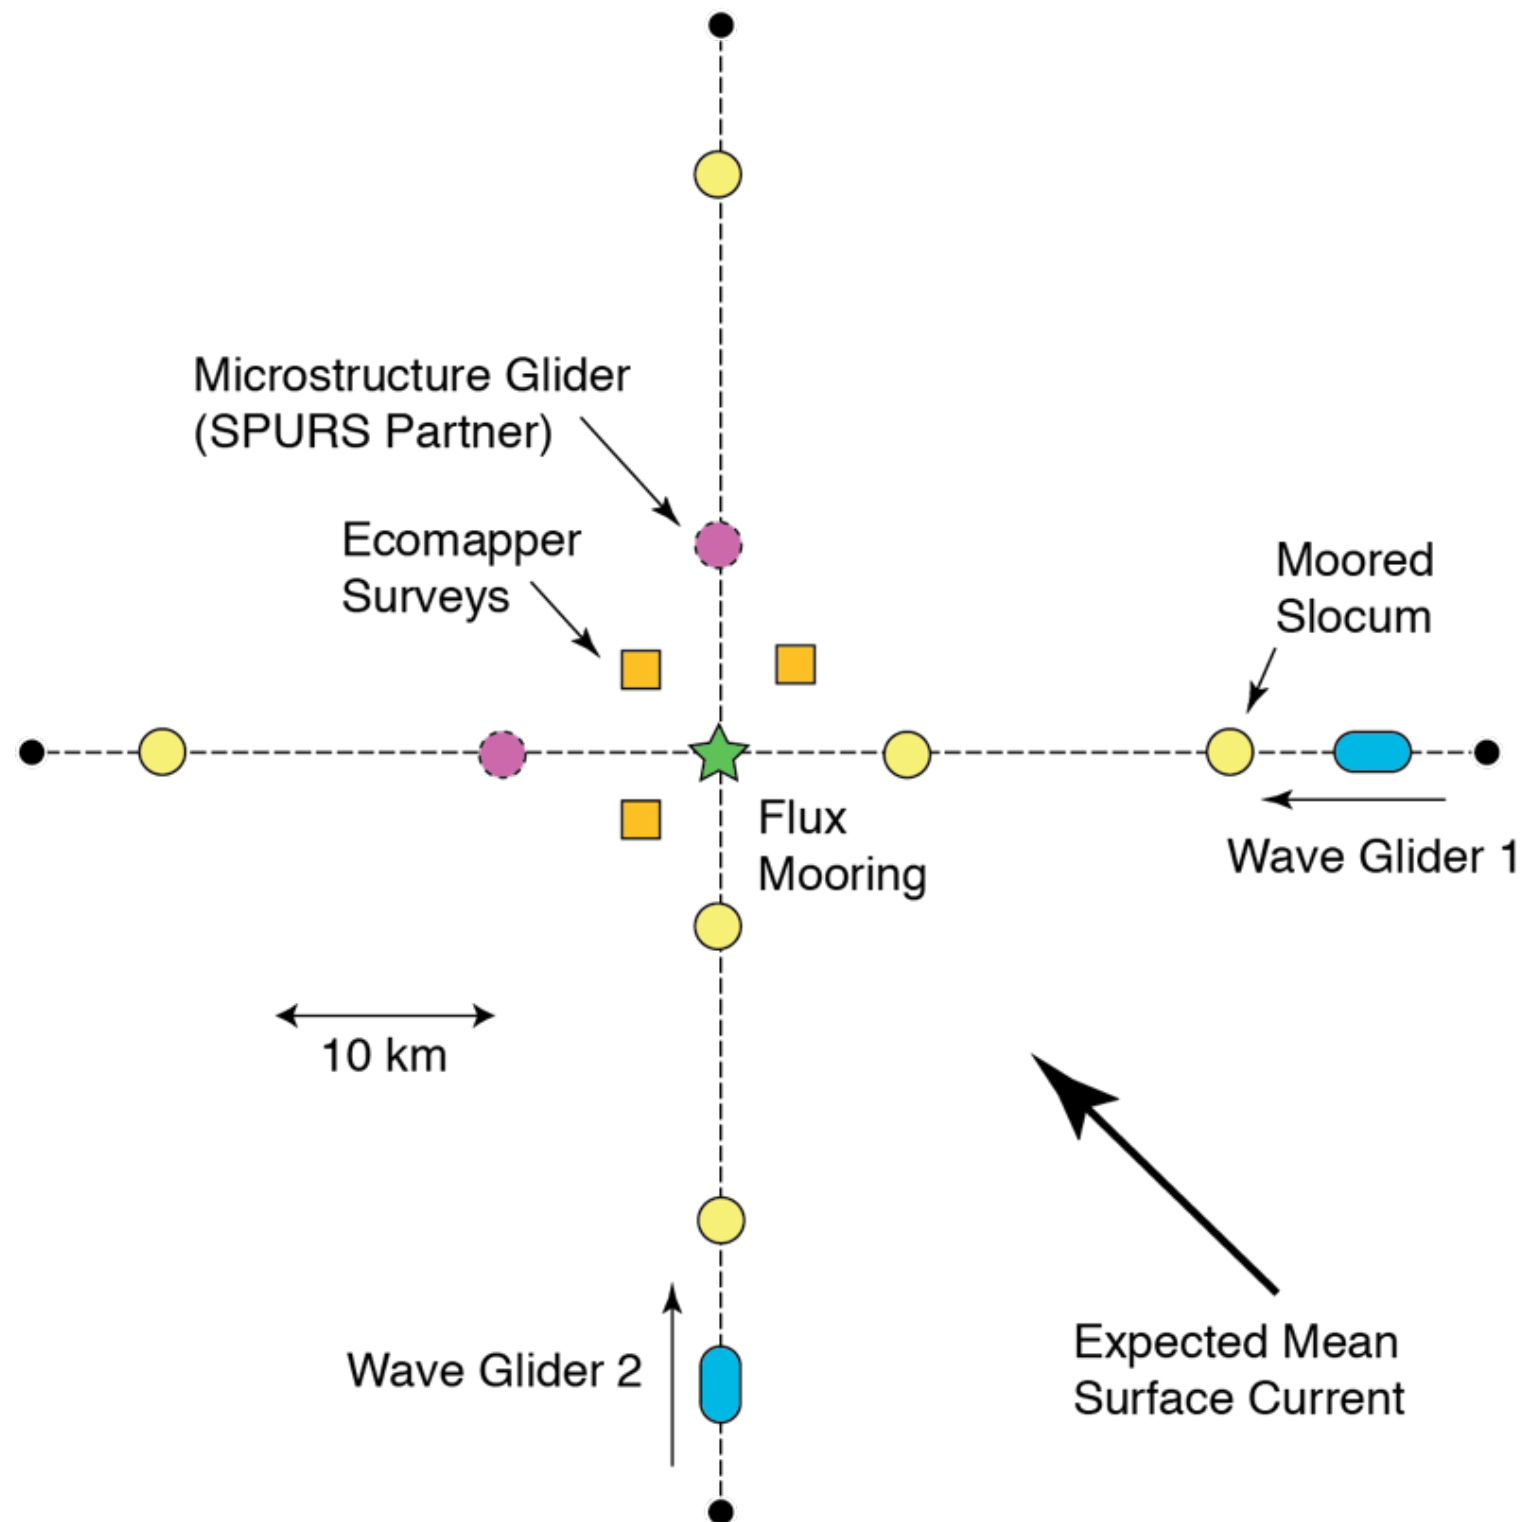 Microstructure Glider
(SPURS Partner)
Ecomapper
Surveys
Moored
Slocum
Flux
Mooring
Wave Glider 1
10 km
Wave Glider 2
Expected Mean
Surface Current